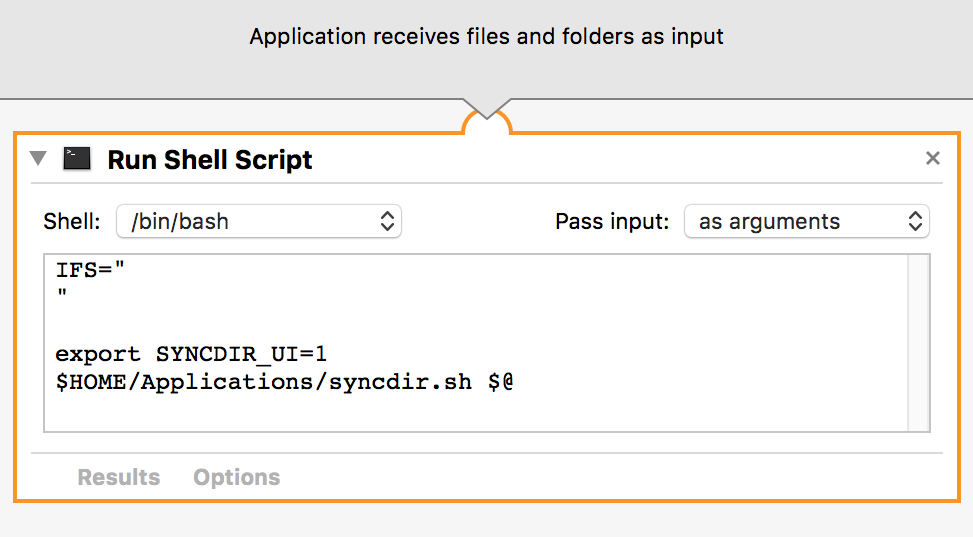 Application receives files and folders as input
Run Shell Script
Shell: /bin/bash Pass input: as arguments
IFS="
"
export SYNCDIR_UI=1
$HOME/Applications/syncdir.sh $@
Results Options